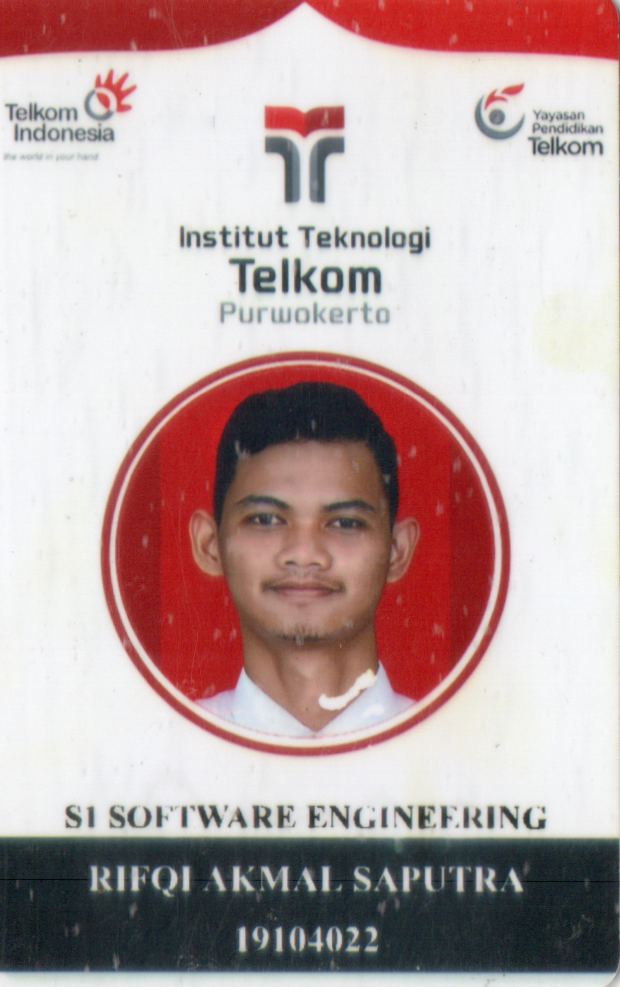 Telkom
Indonesia
the world in your hand
Yayasan
Pendidikan
Telkom
Institut Teknologi
Telkom
Purwokerto
S1 SOFTWARE ENGINEERING
RIFQI AKMAL SAPUTRA
19104022